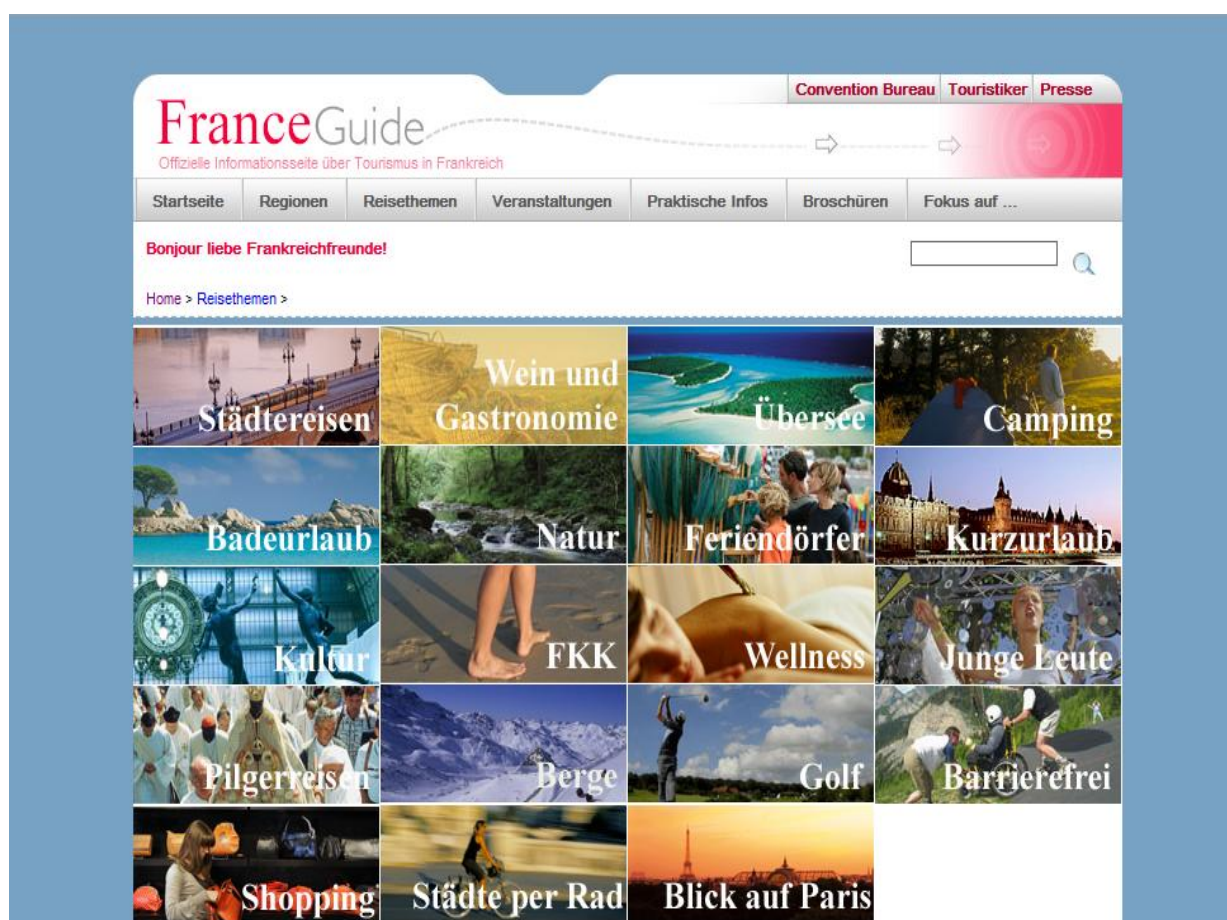 Convention Bureau Touristiker Presse
FranceGuide
Offizielle Informationsseite über Tourismus in Frankreich
Startseite Regionen Reisethemen Veranstaltungen Praktische Infos Broschüren Fokus auf ...
Bonjour liebe Frankreichfreunde!
Home > Reisethemen >
Städtereisen
Wein und
Gastronomie
Übersee
Camping
Badeurlaub
Natur
Feriendörfer
Kurzurlaub
Kultur
FKK
Wellness
Junge Leute
Pilgerreisen
Berge
Golf
Barrierefrei
Shopping
Städte per Rad
Blick auf Paris